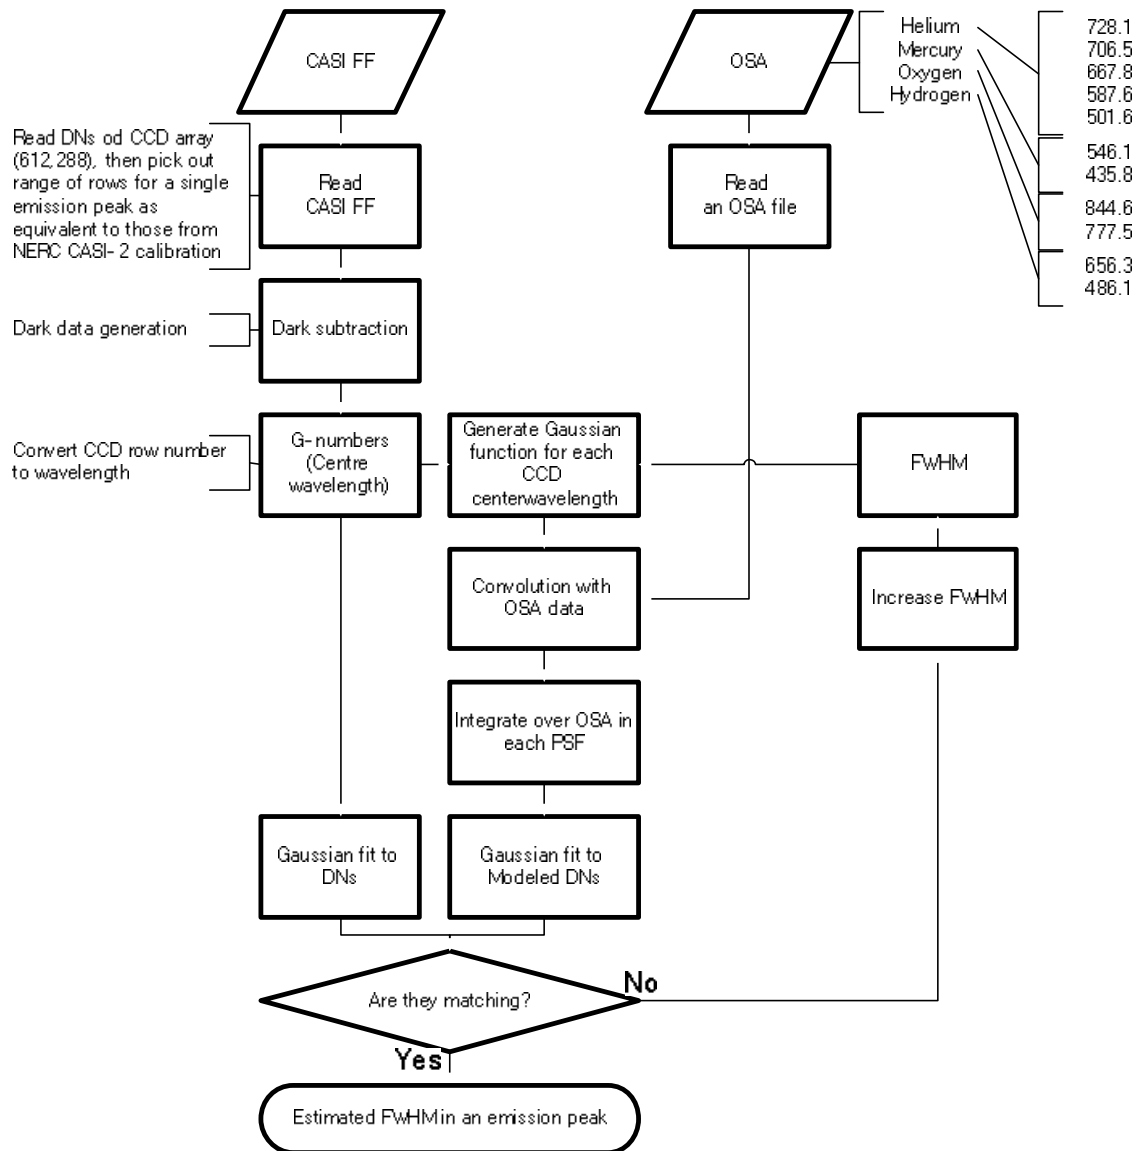 CASI FF
OSA
Helium
Mercury
Oxygen
Hydrogen
728.1
706.5
667.8
587.6
501.6
546.1
435.8
844.6
777.5
656.3
486.1
Read DNs od CCD array
(612,288), then pick out
range of rows for a single
emission peak as
equivalent to those from
NERC CASI-2 calibration
Read
CASI FF
Read
an OSA file
Dark data generation
Dark subtraction
Convert CCD row number
to wavelength
G-numbers
(Centre
wavelength)
Generate Gaussian
function for each
CCD
centerwavelength
FWHM
Convolution with
OSA data
Increase FWHM
Integrate over OSA in
each PSF
Gaussian fit to
DNs
Gaussian fit to
Modeled DNs
Are they matching?
No
Yes
Estimated FWHM in an emission peak